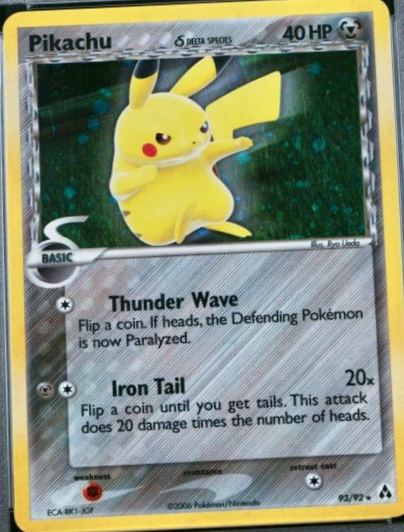 Pikachu δ DELTA SPECIES 40 HP
Illus. Ryo Ueda
BASIC
Thunder Wave
Flip a coin. If heads, the Defending Pokémon
is now Paralyzed.
Iron Tail 20x
Flip a coin until you get tails. This attack
does 20 damage times the number of heads.
weakness resistance retreat cost
93/92 ★
ECA-BK1-JGP ©2006 Pokémon/Nintendo